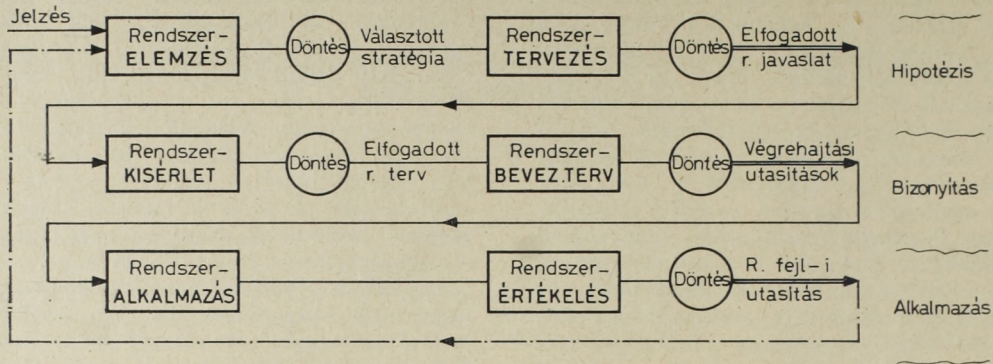 Jelzés
Rendszer-
ELEMZÉS
Döntés
Választott
stratégia
Rendszer-
TERVEZÉS
Döntés
Elfogadott
r. javaslat
Hipotézis
Rendszer-
KISÉRLET
Döntés
Elfogadott
r. terv
Rendszer-
BEVEZ.TERV
Döntés
Végrehajtási
utasitások
Bizonyitás
Rendszer-
ALKALMAZÁS
Rendszer-
ÉRTÉKELÉS
Döntés
R. fejl-i
utasitás
Alkalmazás